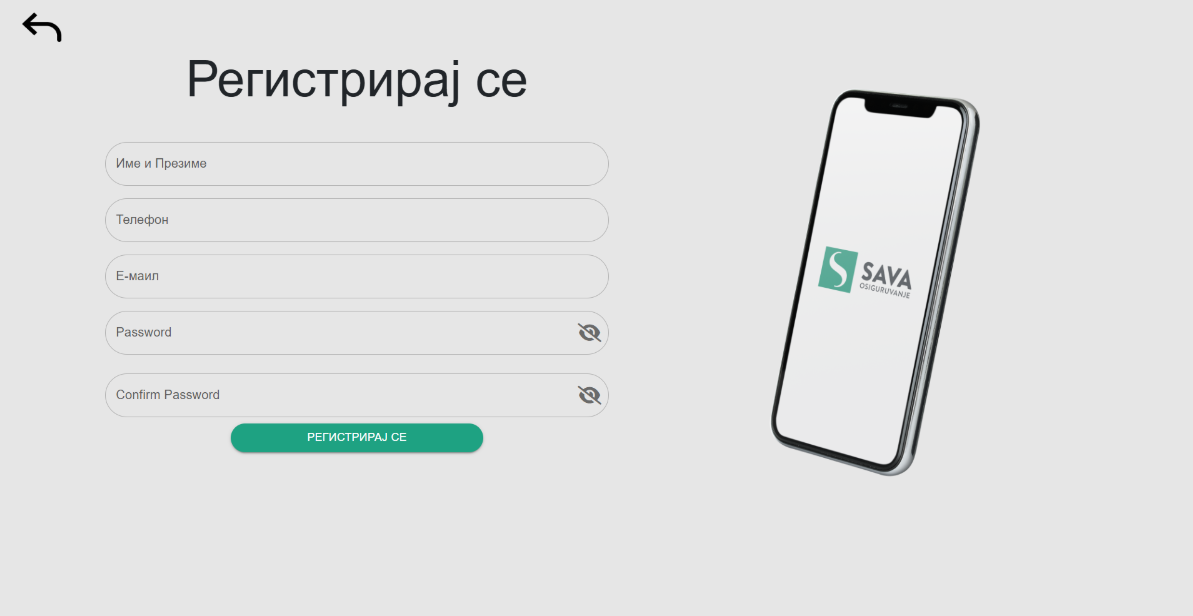 Регистрирај се
Име и Презиме
Телефон
Е-маил
Password
Confirm Password
РЕГИСТРИРАЈ СЕ
SAVA
OSIGURUVANJE